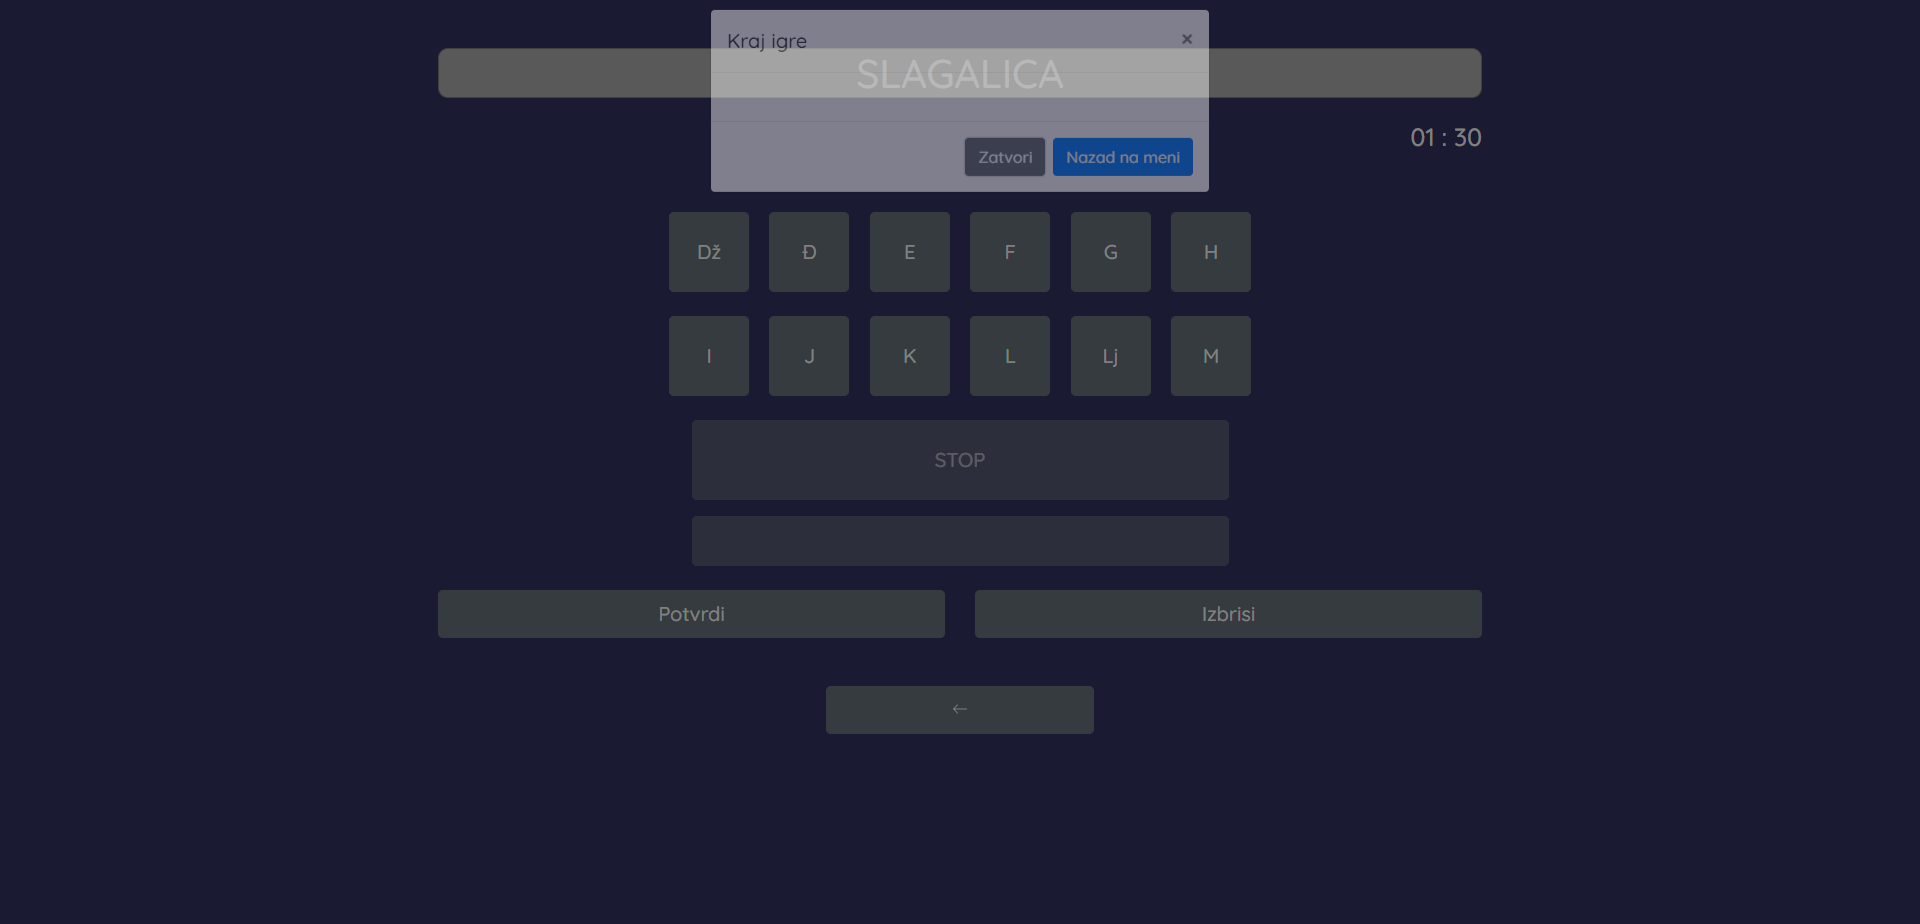 Kraj igre ×
SLAGALICA
Zatvori Nazad na meni
01 : 30
Dž Đ E F G H
I J K L Lj M
STOP
Potvrdi Izbrisi
←